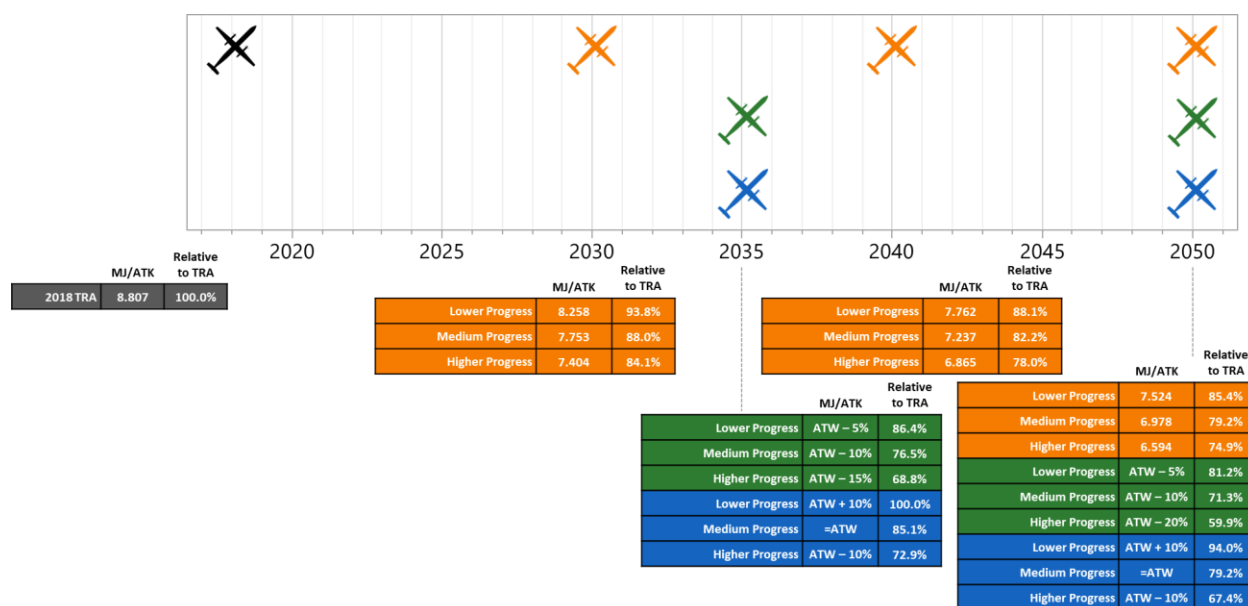 2020 2025 2030 2035 2040 2045 2050
MJ/ATK Relative to TRA
2018 TRA 8.807 100.0%
MJ/ATK Relative to TRA
Lower Progress 8.258 93.8%
Medium Progress 7.753 88.0%
Higher Progress 7.404 84.1%
MJ/ATK Relative to TRA
Lower Progress 7.762 88.1%
Medium Progress 7.237 82.2%
Higher Progress 6.865 78.0%
MJ/ATK Relative to TRA
Lower Progress ATW – 5% 86.4%
Medium Progress ATW – 10% 76.5%
Higher Progress ATW – 15% 68.8%
Lower Progress ATW + 10% 100.0%
Medium Progress =ATW 85.1%
Higher Progress ATW – 10% 72.9%
MJ/ATK Relative to TRA
Lower Progress 7.524 85.4%
Medium Progress 6.978 79.2%
Higher Progress 6.594 74.9%
Lower Progress ATW – 5% 81.2%
Medium Progress ATW – 10% 71.3%
Higher Progress ATW – 20% 59.9%
Lower Progress ATW + 10% 94.0%
Medium Progress =ATW 79.2%
Higher Progress ATW – 10% 67.4%